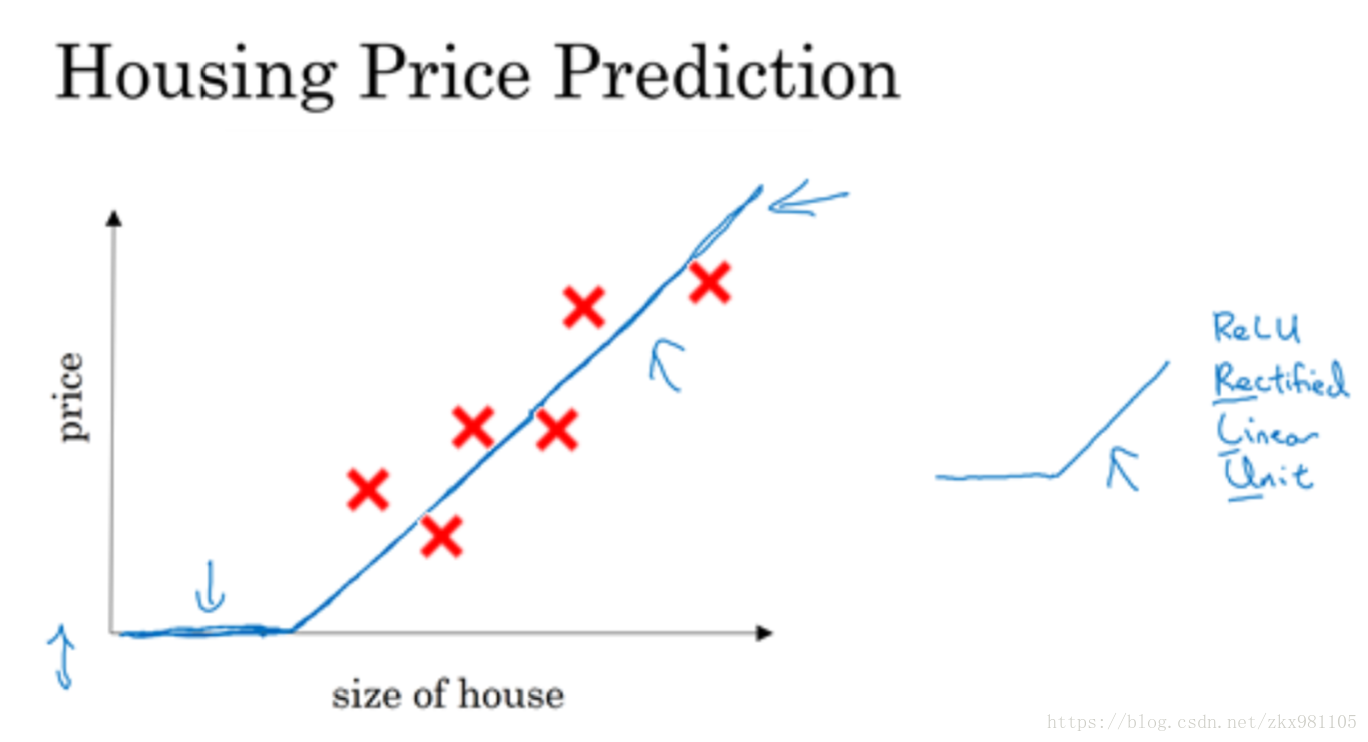 Housing Price Prediction
price
size of house
ReLU
Rectified
Linear
Unit
https://blog.csdn.net/zkx981105